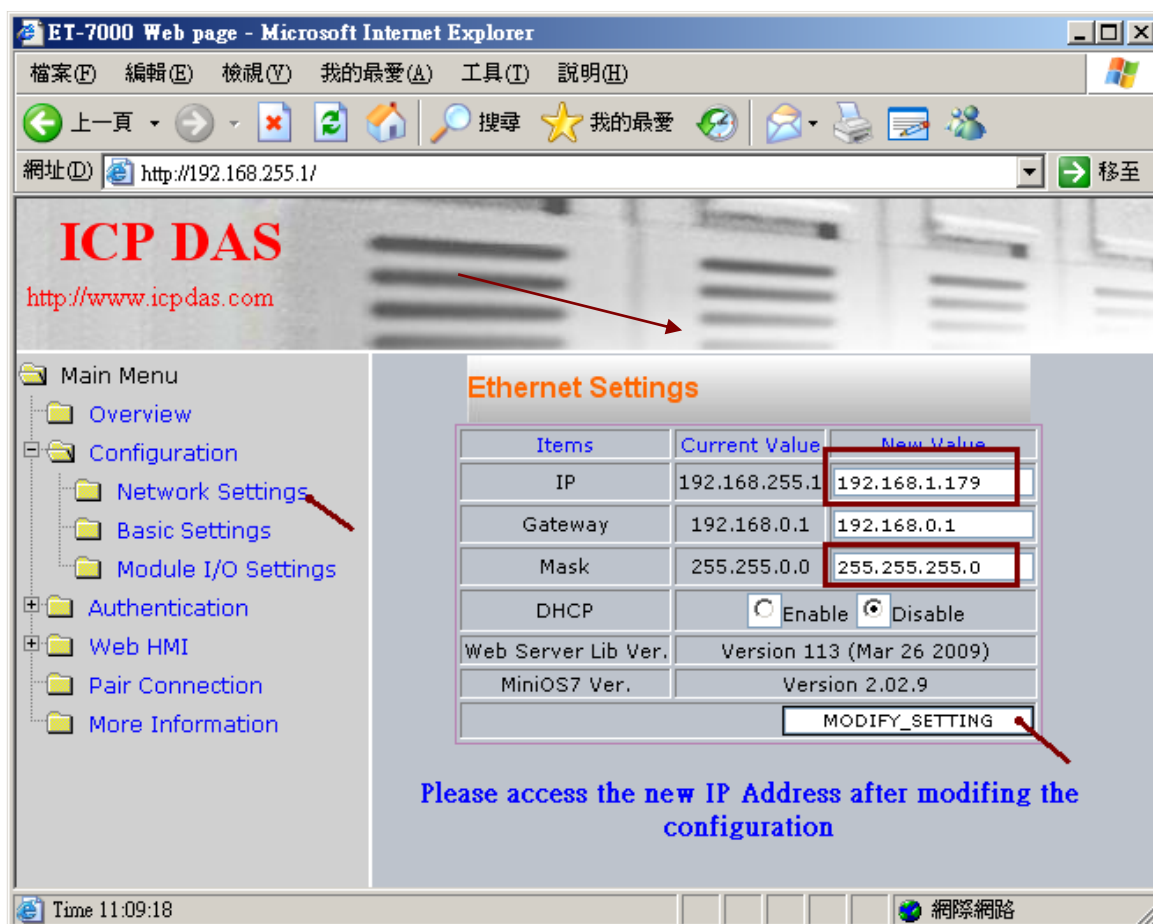 ET-7000 Web page - Microsoft Internet Explorer
檔案(F) 編輯(E) 檢視(V) 我的最愛(A) 工具(T) 說明(H)
上一頁 搜尋 我的最愛
網址(D) http://192.168.255.1/ 移至
ICP DAS
http://www.icpdas.com
Main Menu
Overview
Configuration
Network Settings
Basic Settings
Module I/O Settings
Authentication
Web HMI
Pair Connection
More Information
Ethernet Settings
Items Current Value New Value
IP 192.168.255.1 192.168.1.179
Gateway 192.168.0.1 192.168.0.1
Mask 255.255.0.0 255.255.255.0
DHCP Enable Disable
Web Server Lib Ver. Version 113 (Mar 26 2009)
MiniOS7 Ver. Version 2.02.9
MODIFY_SETTING
Please access the new IP Address after modifing the
configuration
Time 11:09:18 網際網路